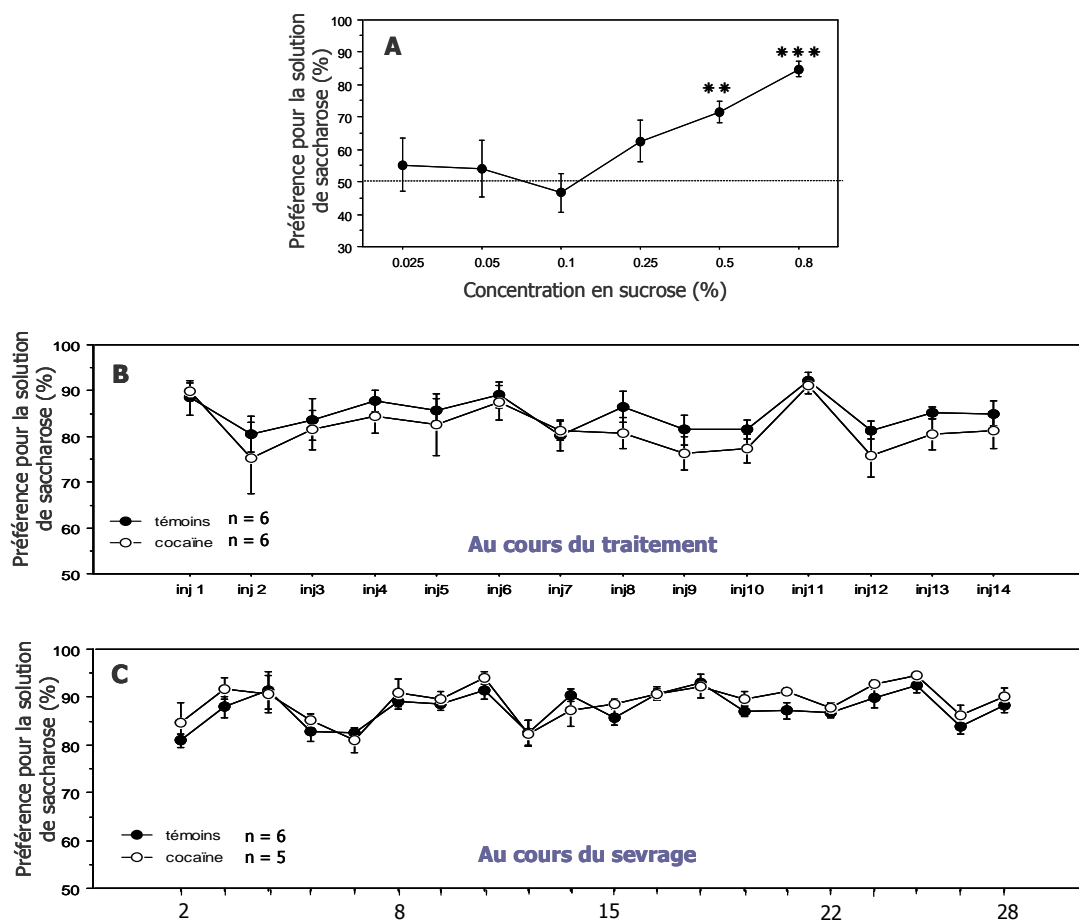 A
Préférence pour la solution
de saccharose (%)
100
90
80
70
60
50
40
30
** 
***
0.025 0.05 0.1 0.25 0.5 0.8
Concentration en sucrose (%)
B
Préférence pour la solution
de saccharose (%)
100
90
80
70
60
50
témoins n = 6
cocaïne n = 6
Au cours du traitement
inj 1 inj 2 inj3 inj4 inj5 inj6 inj7 inj8 inj9 inj10 inj11 inj12 inj13 inj14
C
Préférence pour la solution
de saccharose (%)
100
90
80
70
60
50
témoins n = 6
cocaïne n = 5
Au cours du sevrage
2 8 15 22 28